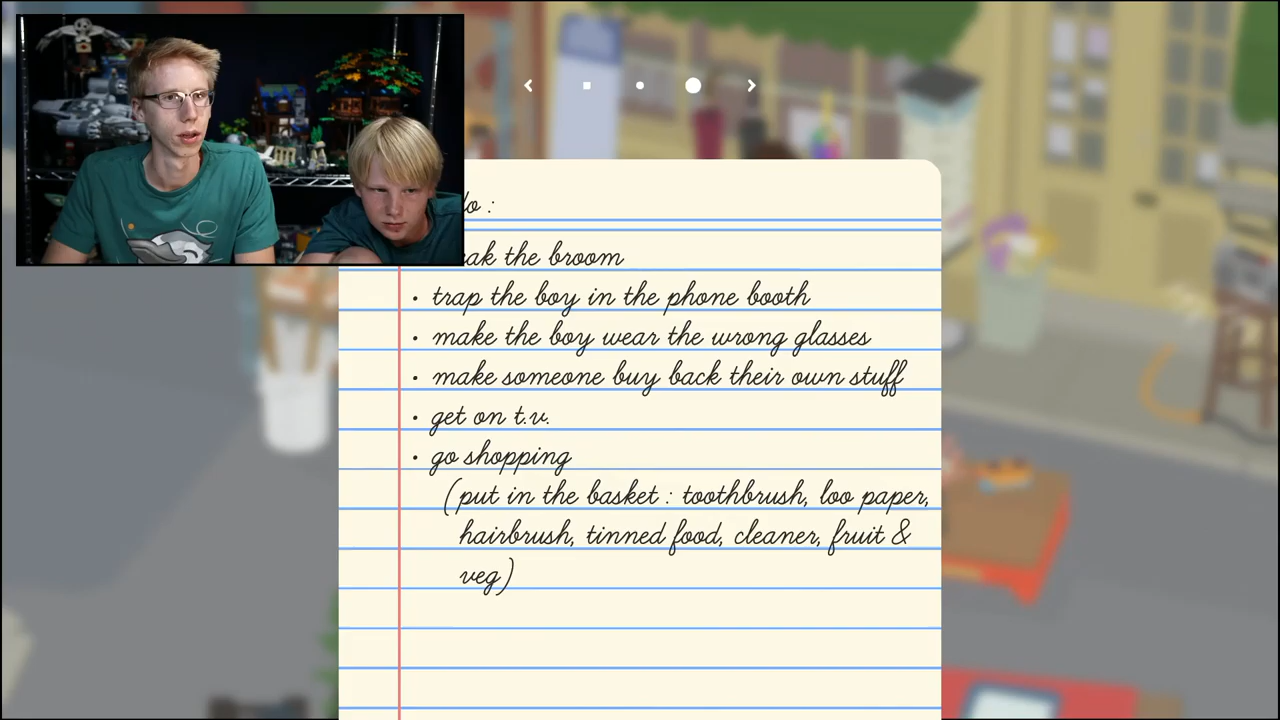 do :
the broom
• trap the boy in the phone booth
• make the boy wear the wrong glasses
• make someone buy back their own stuff
• get on t.v.
• go shopping
(put in the basket : toothbrush, loo paper,
hairbrush, tinned food, cleaner, fruit &
veg)